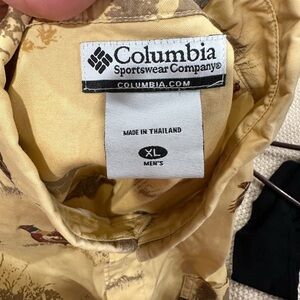 Columbia
Sportswear Company®
COLUMBIA.COM
MADE IN THAILAND
XL
MEN'S